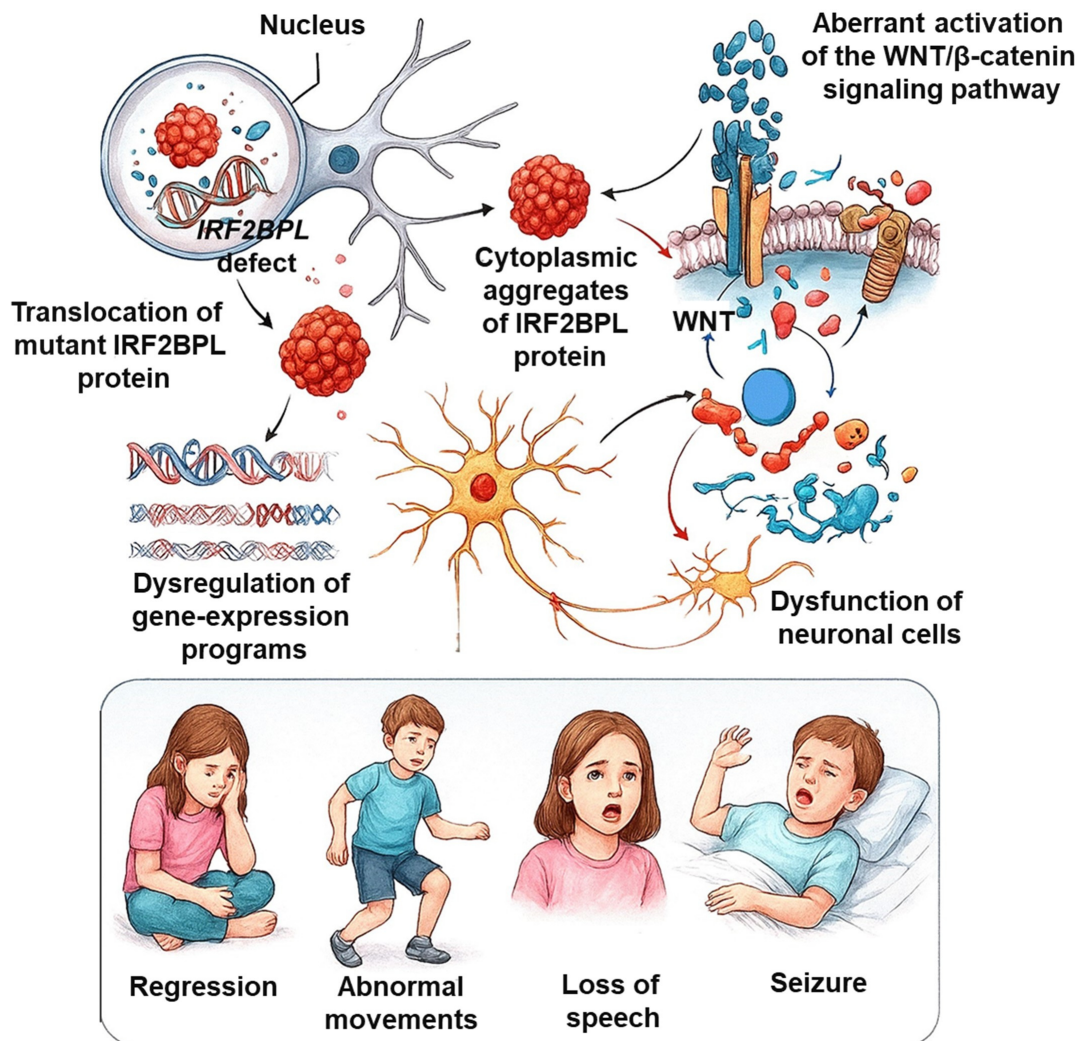 Nucleus
Aberrant activation
of the WNT/β-catenin
signaling pathway
IRF2BPL
defect
Cytoplasmic
aggregates
of IRF2BPL
protein
WNT
Translocation of
mutant IRF2BPL
protein
Dysregulation of
gene-expression
programs
Dysfunction of
neuronal cells
Regression
Abnormal
movements
Loss of
speech
Seizure